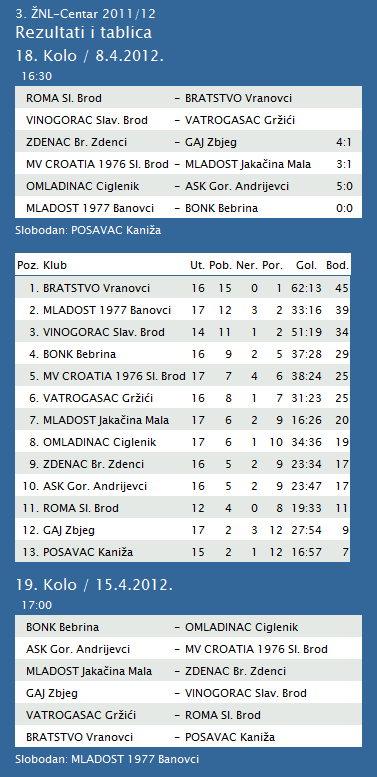 3. ŽNL-Centar 2011/12
Rezultati i tablica
18. Kolo / 8.4.2012.
16:30
ROMA Sl. Brod - BRATSTVO Vranovci
VINOGORAC Slav. Brod - VATROGASAC Gržići
ZDENAC Br. Zdenci - GAJ Zbjeg 4:1
MV CROATIA 1976 Sl. Brod - MLADOST Jakačina Mala 3:1
OMLADINAC Ciglenik - ASK Gor. Andrijevci 5:0
MLADOST 1977 Banovci - BONK Bebrina 0:0
Slobodan: POSAVAC Kaniža
Poz. Klub Ut. Pob. Ner. Por. Gol. Bod.
1. BRATSTVO Vranovci 16 15 0 1 62:13 45
2. MLADOST 1977 Banovci 17 12 3 2 33:16 39
3. VINOGORAC Slav. Brod 14 11 1 2 51:19 34
4. BONK Bebrina 16 9 2 5 37:28 29
5. MV CROATIA 1976 Sl. Brod 17 7 4 6 38:24 25
6. VATROGASAC Gržići 16 8 1 7 31:23 25
7. MLADOST Jakačina Mala 17 6 2 9 16:26 20
8. OMLADINAC Ciglenik 17 6 1 10 34:36 19
9. ZDENAC Br. Zdenci 16 5 2 9 23:34 17
10. ASK Gor. Andrijevci 16 5 2 9 23:47 17
11. ROMA Sl. Brod 12 4 0 8 19:33 11
12. GAJ Zbjeg 17 2 3 12 27:54 9
13. POSAVAC Kaniža 15 2 1 12 16:57 7
19. Kolo / 15.4.2012.
17:00
BONK Bebrina - OMLADINAC Ciglenik
ASK Gor. Andrijevci - MV CROATIA 1976 Sl. Brod
MLADOST Jakačina Mala - ZDENAC Br. Zdenci
GAJ Zbjeg - VINOGORAC Slav. Brod
VATROGASAC Gržići - ROMA Sl. Brod
BRATSTVO Vranovci - POSAVAC Kaniža
Slobodan: MLADOST 1977 Banovci